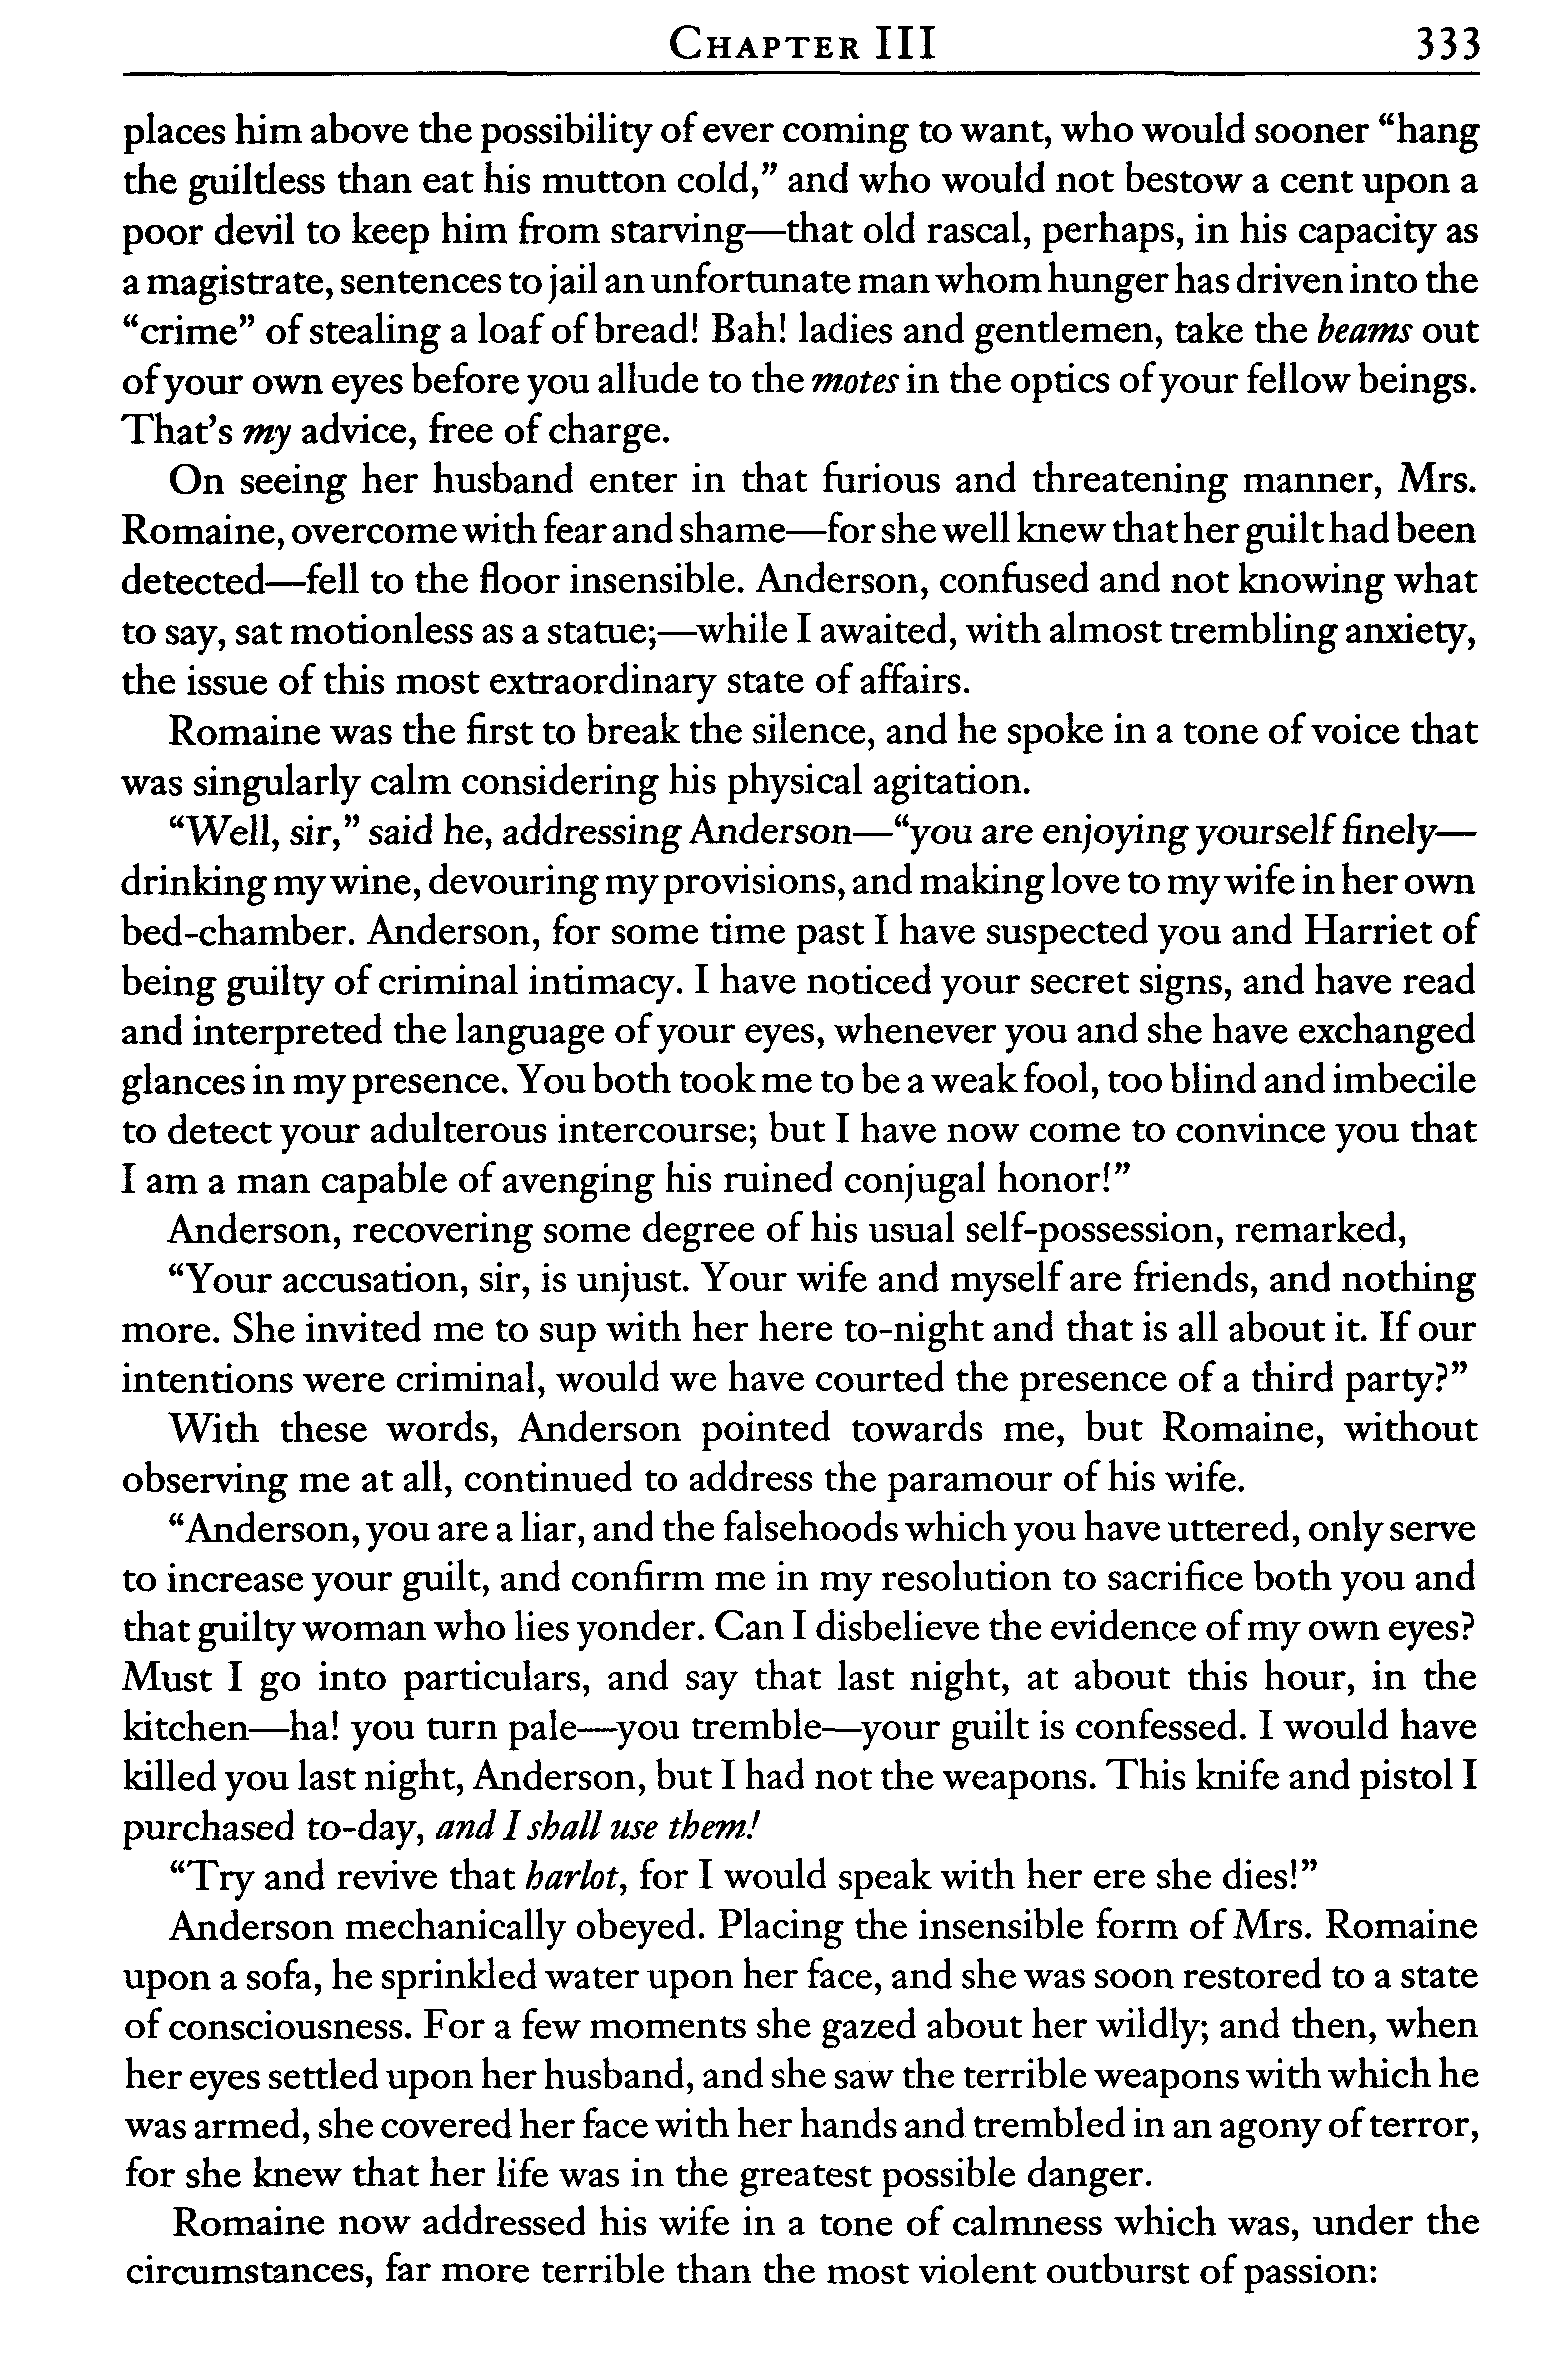 CHAPTER III 333
places him above the possibility of ever coming to want, who would sooner “hang
the guiltless than eat his mutton cold,” and who would not bestow a cent upon a
poor devil to keep him from starving—that old rascal, perhaps, in his capacity as
a magistrate, sentences to jail an unfortunate man whom hunger has driven into the
“crime” of stealing a loaf of bread! Bah! ladies and gentlemen, take the beams out
of your own eyes before you allude to the motes in the optics of your fellow beings.
That’s my advice, free of charge.
On seeing her husband enter in that furious and threatening manner, Mrs.
Romaine, overcome with fear and shame—for she well knew that her guilt had been
detected—fell to the floor insensible. Anderson, confused and not knowing what
to say, sat motionless as a statue;—while I awaited, with almost trembling anxiety,
the issue of this most extraordinary state of affairs.
Romaine was the first to break the silence, and he spoke in a tone of voice that
was singularly calm considering his physical agitation.
“Well, sir,” said he, addressing Anderson—“you are enjoying yourself finely—
drinking my wine, devouring my provisions, and making love to my wife in her own
bed-chamber. Anderson, for some time past I have suspected you and Harriet of
being guilty of criminal intimacy. I have noticed your secret signs, and have read
and interpreted the language of your eyes, whenever you and she have exchanged
glances in my presence. You both took me to be a weak fool, too blind and imbecile
to detect your adulterous intercourse; but I have now come to convince you that
I am a man capable of avenging his ruined conjugal honor!”
Anderson, recovering some degree of his usual self-possession, remarked,
“Your accusation, sir, is unjust. Your wife and myself are friends, and nothing
more. She invited me to sup with her here to-night and that is all about it. If our
intentions were criminal, would we have courted the presence of a third party?”
With these words, Anderson pointed towards me, but Romaine, without
observing me at all, continued to address the paramour of his wife.
“Anderson, you are a liar, and the falsehoods which you have uttered, only serve
to increase your guilt, and confirm me in my resolution to sacrifice both you and
that guilty woman who lies yonder. Can I disbelieve the evidence of my own eyes?
Must I go into particulars, and say that last night, at about this hour, in the
kitchen—ha! you turn pale—you tremble—your guilt is confessed. I would have
killed you last night, Anderson, but I had not the weapons. This knife and pistol I
purchased to-day, and I shall use them!
“Try and revive that harlot, for I would speak with her ere she dies!”
Anderson mechanically obeyed. Placing the insensible form of Mrs. Romaine
upon a sofa, he sprinkled water upon her face, and she was soon restored to a state
of consciousness. For a few moments she gazed about her wildly; and then, when
her eyes settled upon her husband, and she saw the terrible weapons with which he
was armed, she covered her face with her hands and trembled in an agony of terror,
for she knew that her life was in the greatest possible danger.
Romaine now addressed his wife in a tone of calmness which was, under the
circumstances, far more terrible than the most violent outburst of passion: